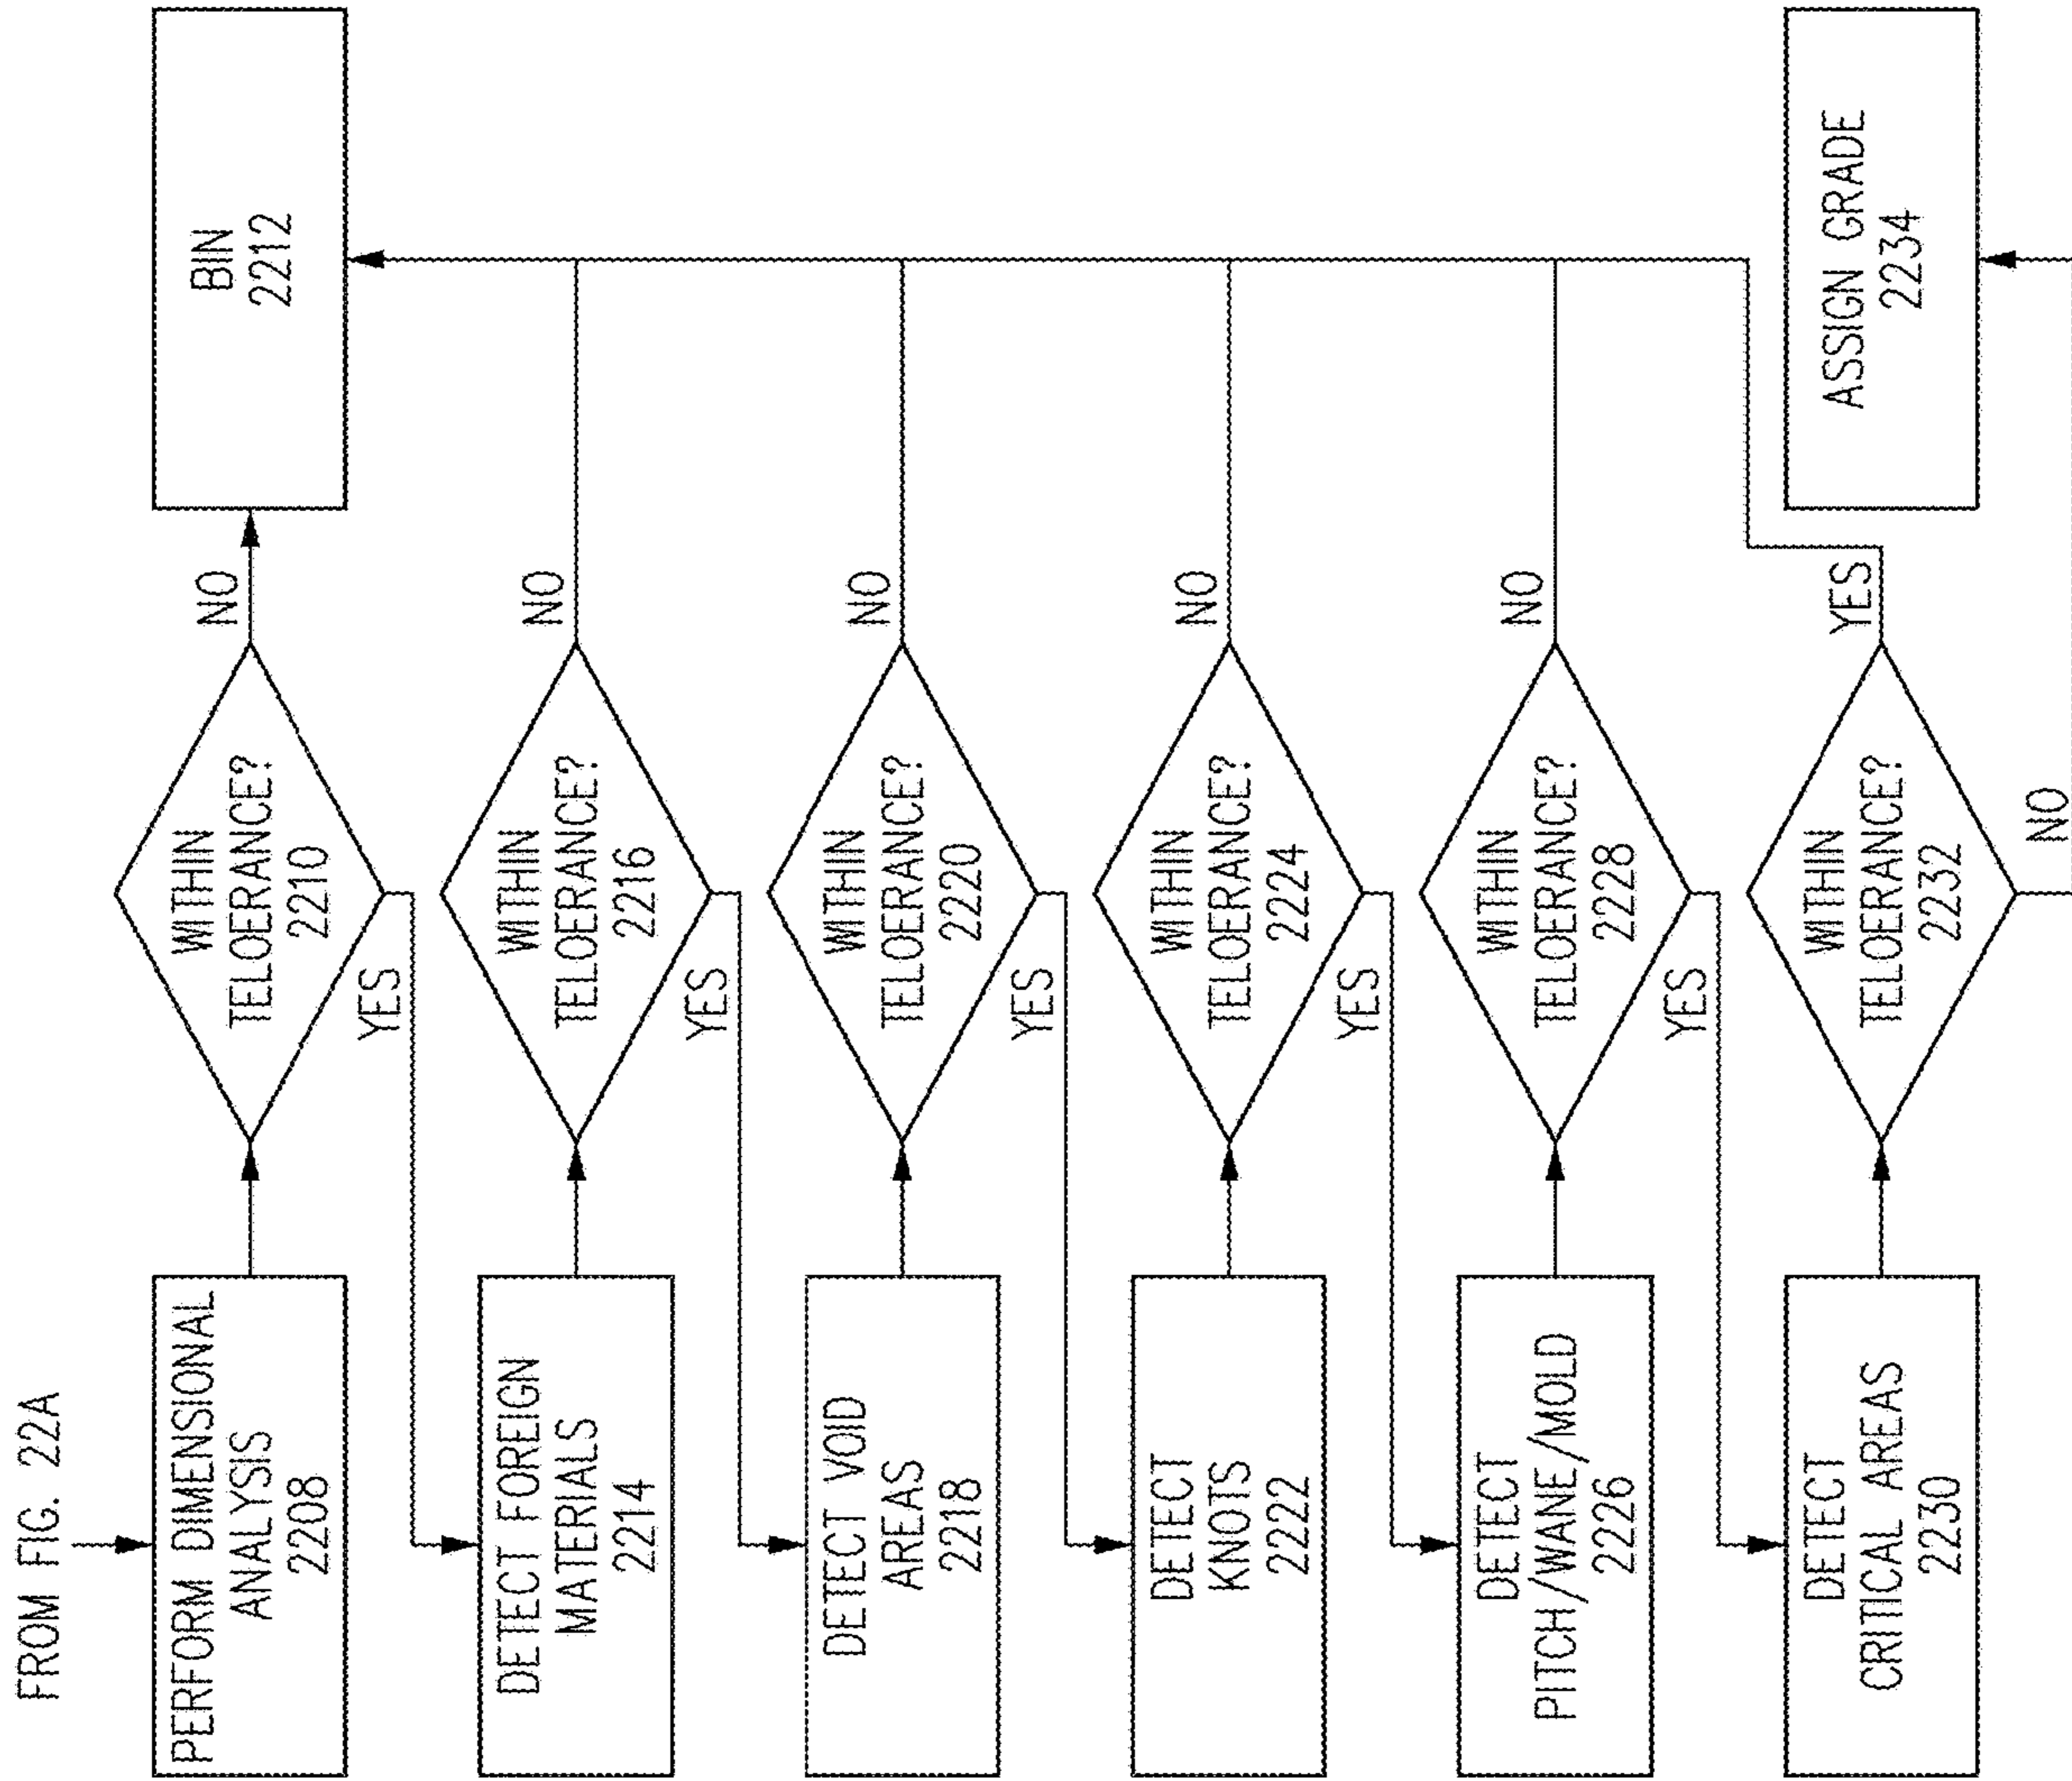 FROM FIG. 22A
PERFORM DIMENSIONAL
ANALYSIS
2208
WITHIN
TELOERANCE?
2210
NO
YES
BIN
2212
DETECT FOREIGN
MATERIALS
2214
WITHIN
TELOERANCE?
2216
NO
YES
DETECT VOID
AREAS
2218
WITHIN
TELOERANCE?
2220
NO
YES
DETECT
KNOTS
2222
WITHIN
TELOERANCE?
2224
NO
YES
DETECT
PITCH/WANE/MOLD
2226
WITHIN
TELOERANCE?
2228
NO
YES
DETECT
CRITICAL AREAS
2230
WITHIN
TELOERANCE?
2232
YES
NO
ASSIGN GRADE
2234